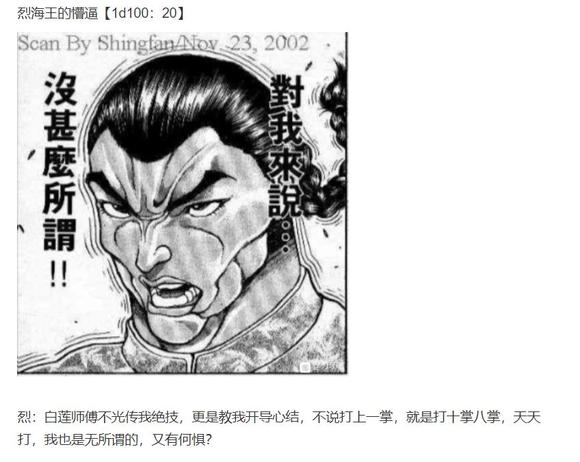 烈海王的懵逼【1d100：20】
Scan By Shingfan/Nov. 23, 2002
對我來說…
沒甚麼所謂!!
烈：白莲师傅不光传我绝技，更是教我开导心结，不说打上一掌，就是打十掌八掌，天天
打，我也是无所谓的，又有何惧？